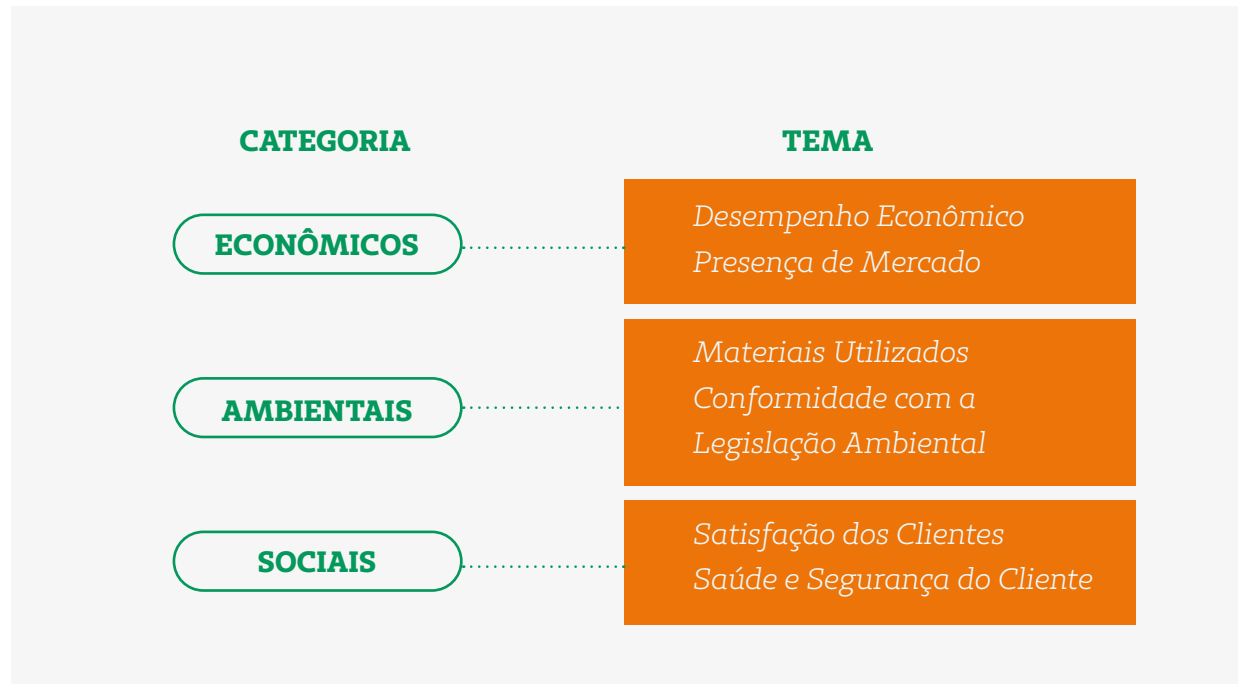 CATEGORIA
TEMA
ECONÔMICOS
Desempenho Econômico
Presença de Mercado
AMBIENTAIS
Materiais Utilizados
Conformidade com a
Legislação Ambiental
SOCIAIS
Satisfação dos Clientes
Saúde e Segurança do Cliente